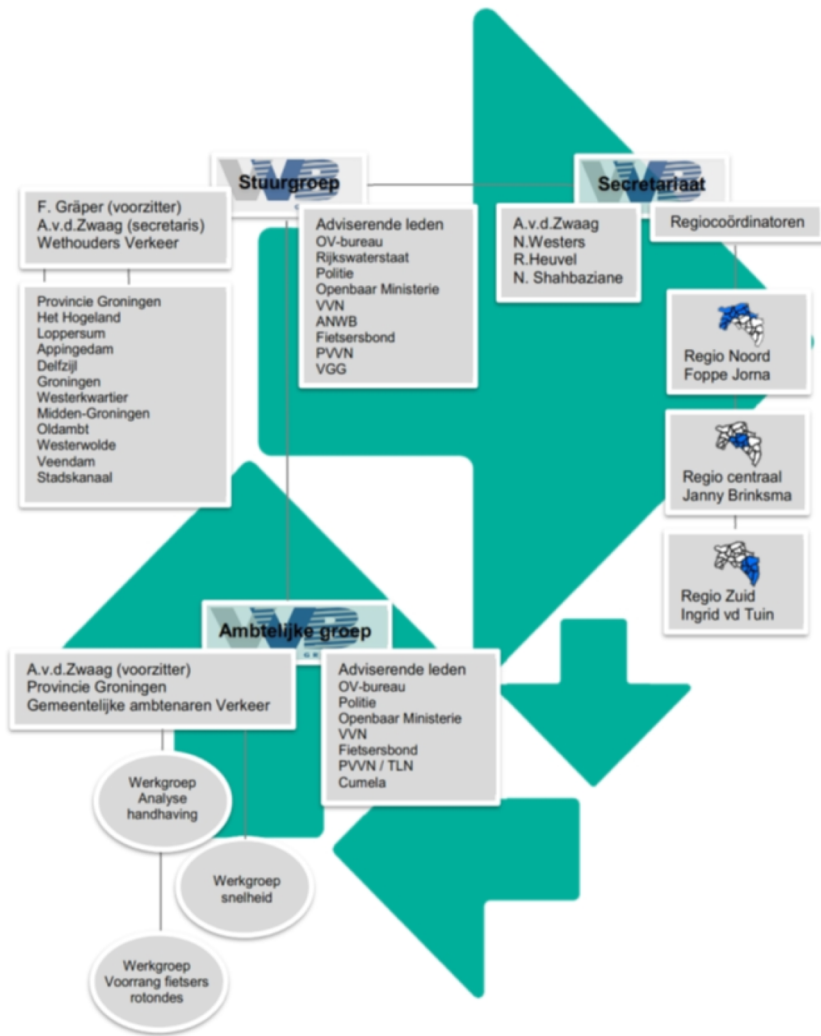 Stuurgroep
Secretariaat
F. Gräper (voorzitter)
A.v.d.Zwaag (secretaris)
Wethouders Verkeer
Adviserende leden
OV-bureau
Rijkswaterstaat
Politie
Openbaar Ministerie
VVN
ANWB
Fietsersbond
PVVN
VGG
A.v.d.Zwaag
N.Westers
R.Heuvel
N. Shahbaziane
Regiocoördinatoren
Provincie Groningen
Het Hogeland
Loppersum
Appingedam
Delfzijl
Groningen
Westerkwartier
Midden-Groningen
Oldambt
Westerwolde
Veendam
Stadskanaal
Regio Noord
Foppe Jorna
Regio centraal
Janny Brinksma
Regio Zuid
Ingrid vd Tuin
Ambtelijke groep
A.v.d.Zwaag (voorzitter)
Provincie Groningen
Gemeentelijke ambtenaren Verkeer
Adviserende leden
OV-bureau
Politie
Openbaar Ministerie
VVN
Fietsersbond
PVVN / TLN
Cumela
Werkgroep
Analyse
handhaving
Werkgroep
snelheid
Werkgroep
Voorrang fietsers
rotondes